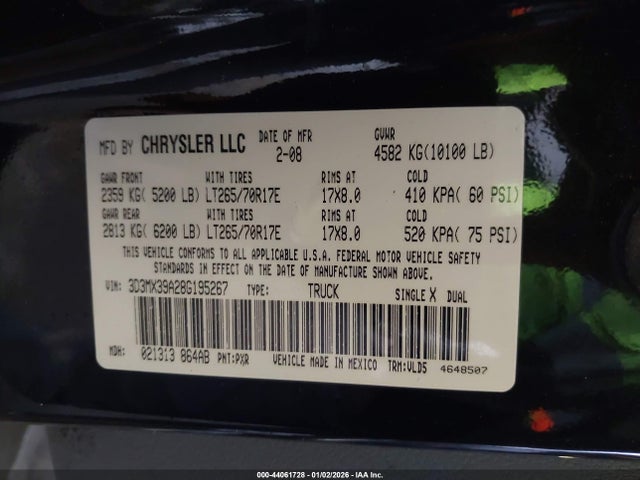 MFD BY CHRYSLER LLC DATE OF MFR GVWR
2-08 4582 KG(10100 LB)
GAWR FRONT WITH TIRES RIMS AT COLD
2359 KG( 5200 LB) LT265/70R17E 17X8.0 410 KPA( 60 PSI)
GAWR REAR WITH TIRES RIMS AT COLD
2813 KG( 6200 LB) LT265/70R17E 17X8.0 520 KPA( 75 PSI)
THIS VEHICLE CONFORMS TO ALL APPLICABLE U.S.A. FEDERAL MOTOR VEHICLE SAFETY
STANDARDS IN EFFECT ON THE DATE OF MANUFACTURE SHOWN ABOVE.
VIN: 3D3MX39A28G195267 TYPE: TRUCK SINGLE X DUAL
MDH: 021313 864AB PNT:PXR VEHICLE MADE IN MEXICO TRM:VLD5 4648507
000-44061728 - 01/02/2026 - IAA Inc.